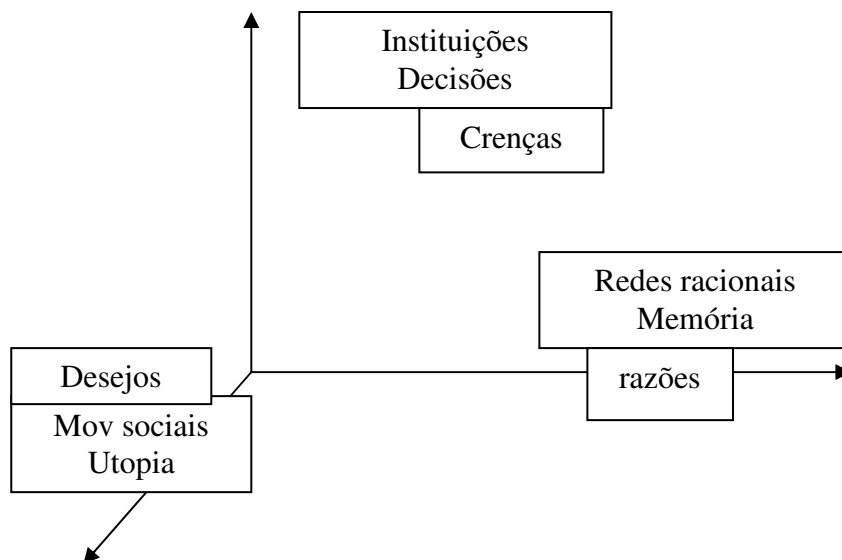 Instituições
Decisões
Crenças
Redes racionais
Memória
razões
Desejos
Mov sociais
Utopia